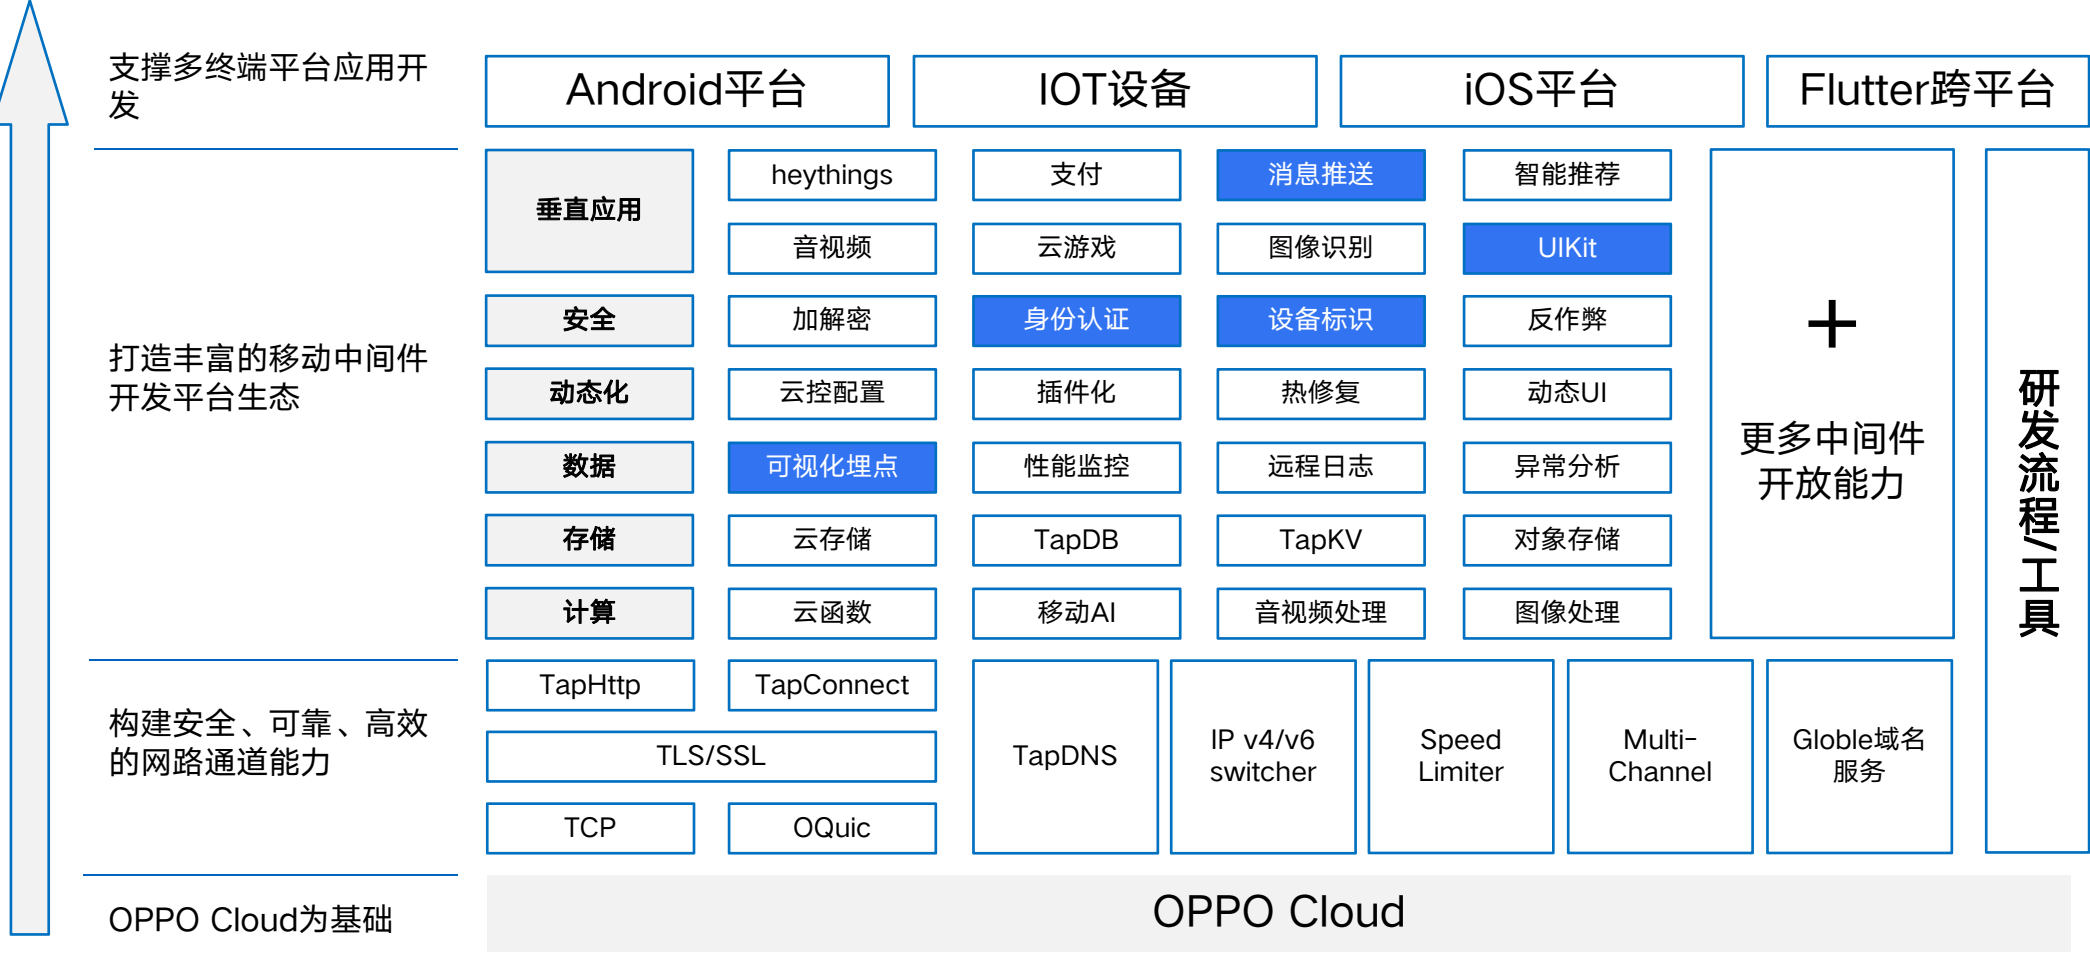 支撑多终端平台应用开
发
Android平台
IOT设备
iOS平台
Flutter跨平台
打造丰富的移动中间件
开发平台生态
垂直应用
heythings
支付
消息推送
智能推荐
音视频
云游戏
图像识别
UIKit
安全
加解密
身份认证
设备标识
反作弊
动态化
云控配置
插件化
热修复
动态UI
数据
可视化埋点
性能监控
远程日志
异常分析
存储
云存储
TapDB
TapKV
对象存储
计算
云函数
移动AI
音视频处理
图像处理
+
更多中间件
开放能力
研发流程/工具
构建安全、可靠、高效
的网路通道能力
TapHttp
TapConnect
TLS/SSL
TCP
OQuic
TapDNS
IP v4/v6
switcher
Speed
Limiter
Multi-
Channel
Globle域名
服务
OPPO Cloud为基础
OPPO Cloud